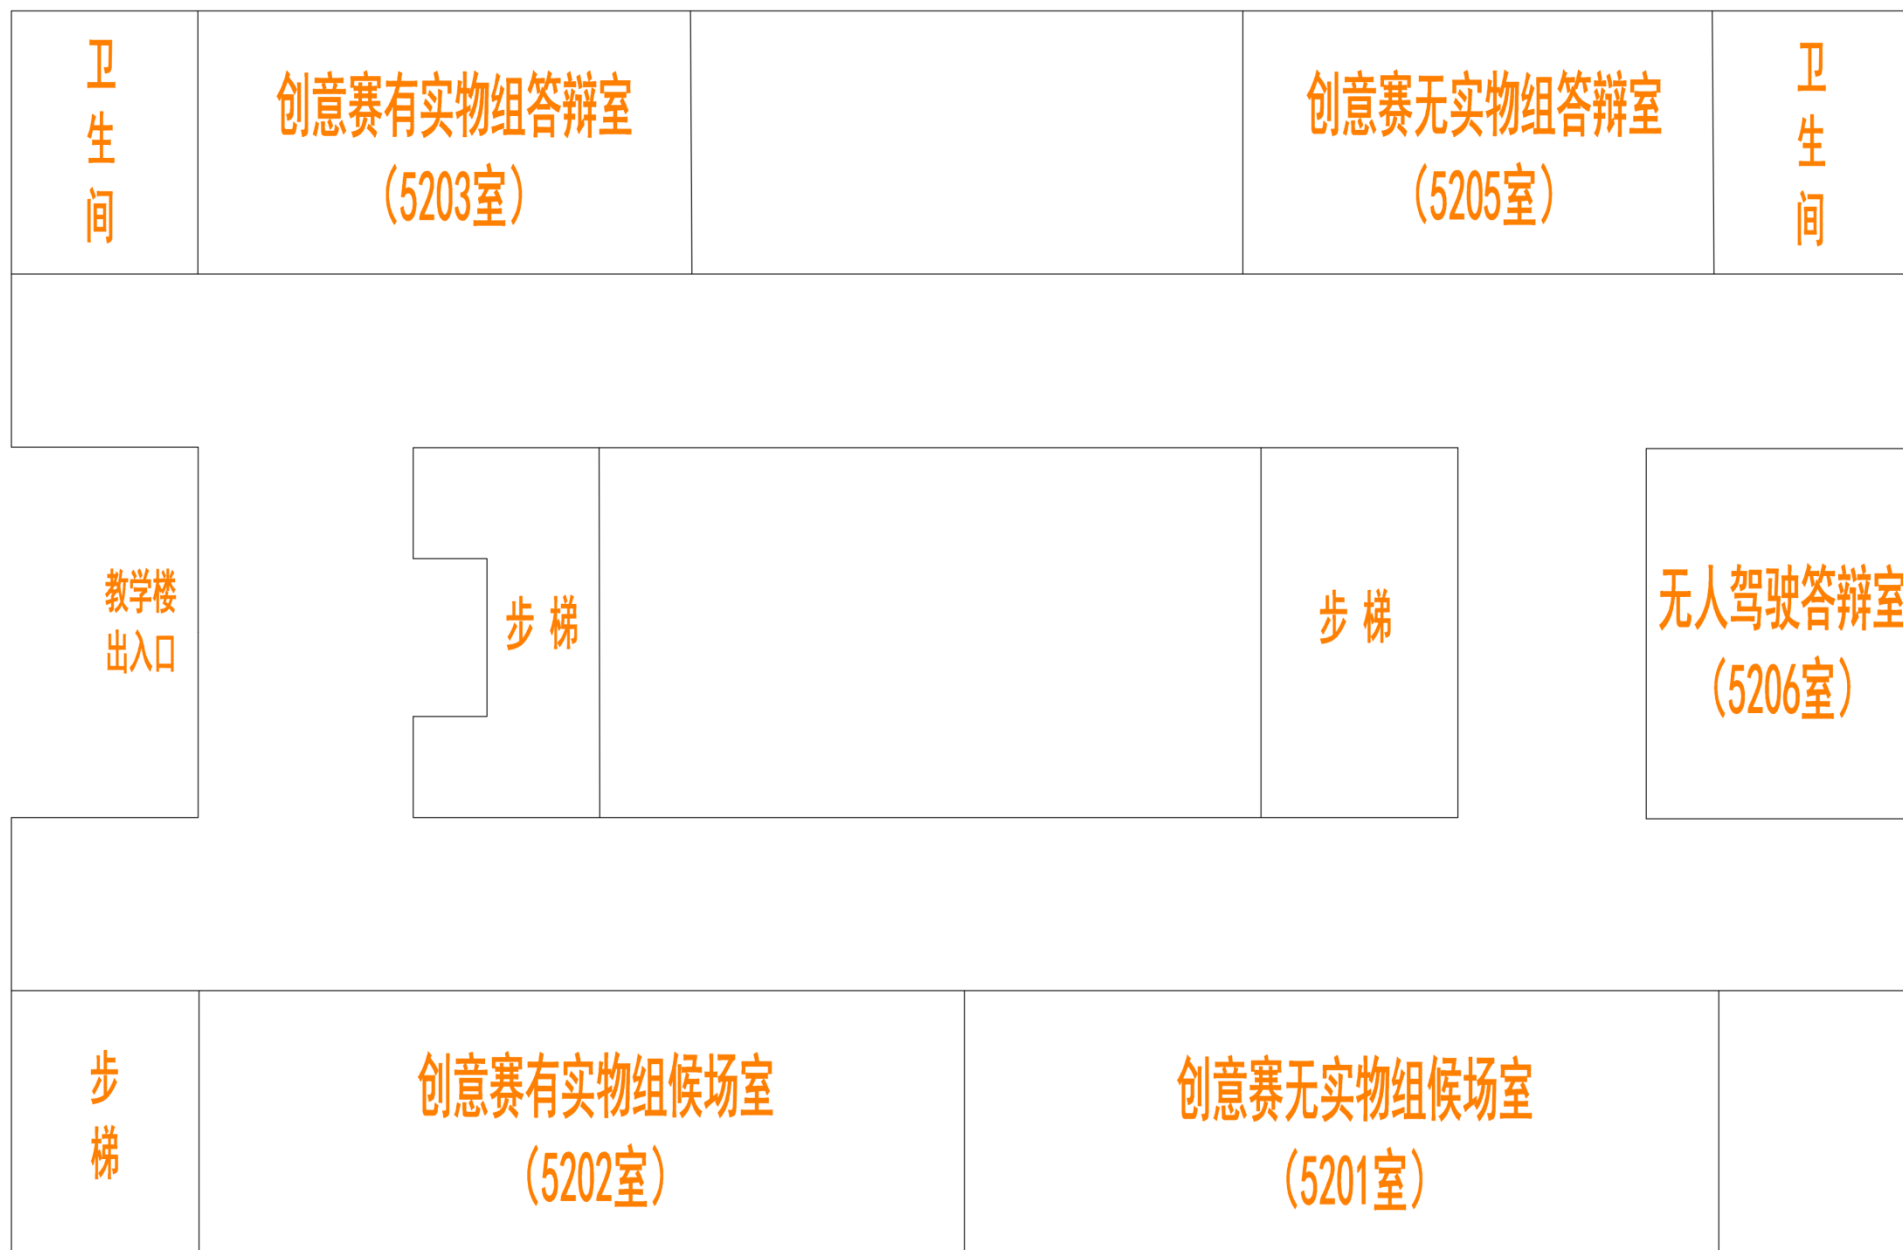 卫生间
创意赛有实物组答辩室
（5203室）
创意赛无实物组答辩室
（5205室）
卫生间
教学楼
出入口
步梯
步梯
无人驾驶答辩室
（5206室）
步梯
创意赛有实物组候场室
（5202室）
创意赛无实物组候场室
（5201室）